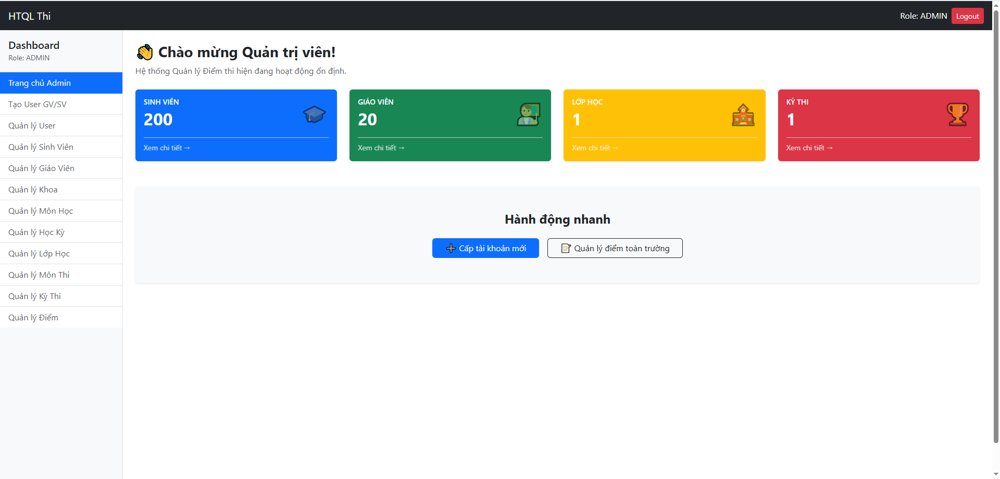 HTQL Thi
Role: ADMIN
Logout
Dashboard
Role: ADMIN
Trang chủ Admin
Tạo User GV/SV
Quản lý User
Quản lý Sinh Viên
Quản lý Giáo Viên
Quản lý Khoa
Quản lý Môn Học
Quản lý Học Kỳ
Quản lý Lớp Học
Quản lý Môn Thi
Quản lý Kỳ Thi
Quản lý Điểm
👋 Chào mừng Quản trị viên!
Hệ thống Quản lý Điểm thi hiện đang hoạt động ổn định.
SINH VIÊN
200
Xem chi tiết →
GIÁO VIÊN
20
Xem chi tiết →
LỚP HỌC
1
Xem chi tiết →
KỲ THI
1
Xem chi tiết →
Hành động nhanh
➕ Cấp tài khoản mới
📝 Quản lý điểm toàn trường